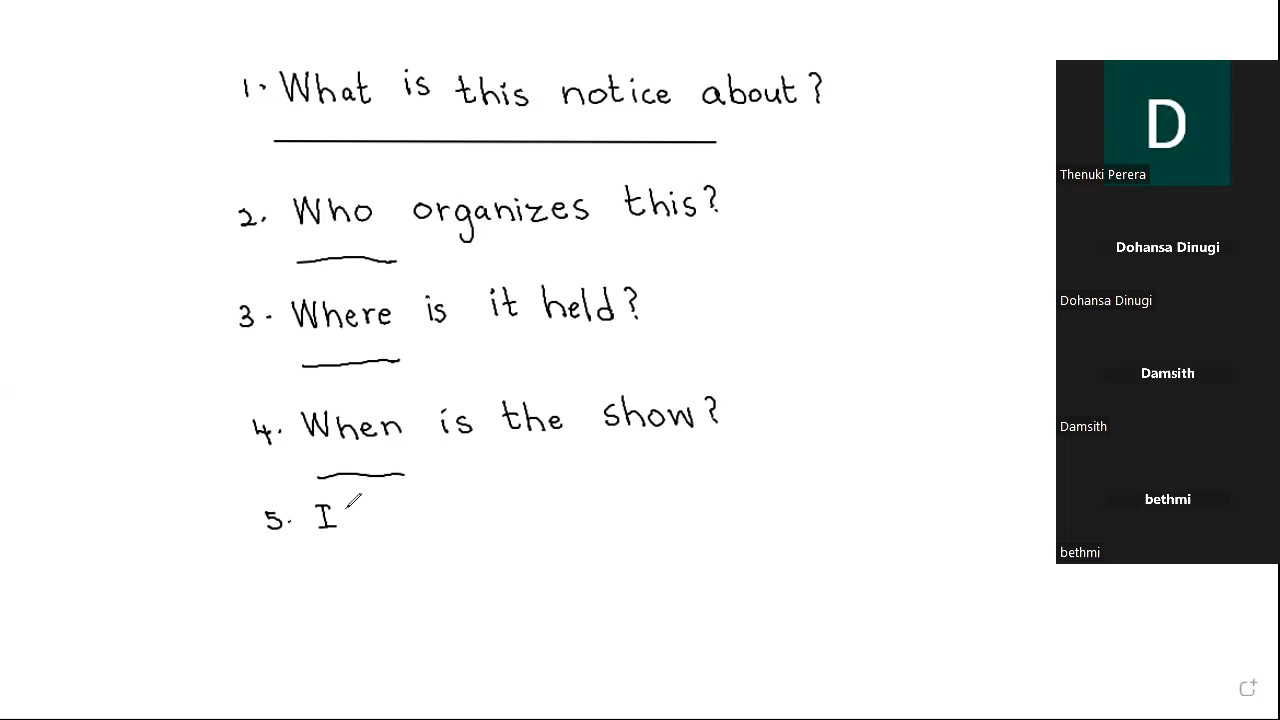 1. What is this notice about?
2. Who organizes this?
3. Where is it held?
4. When is the show?
5. I
D
Thenuki Perera
Dohansa Dinugi
Dohansa Dinugi
Damsith
Damsith
bethmi
bethmi